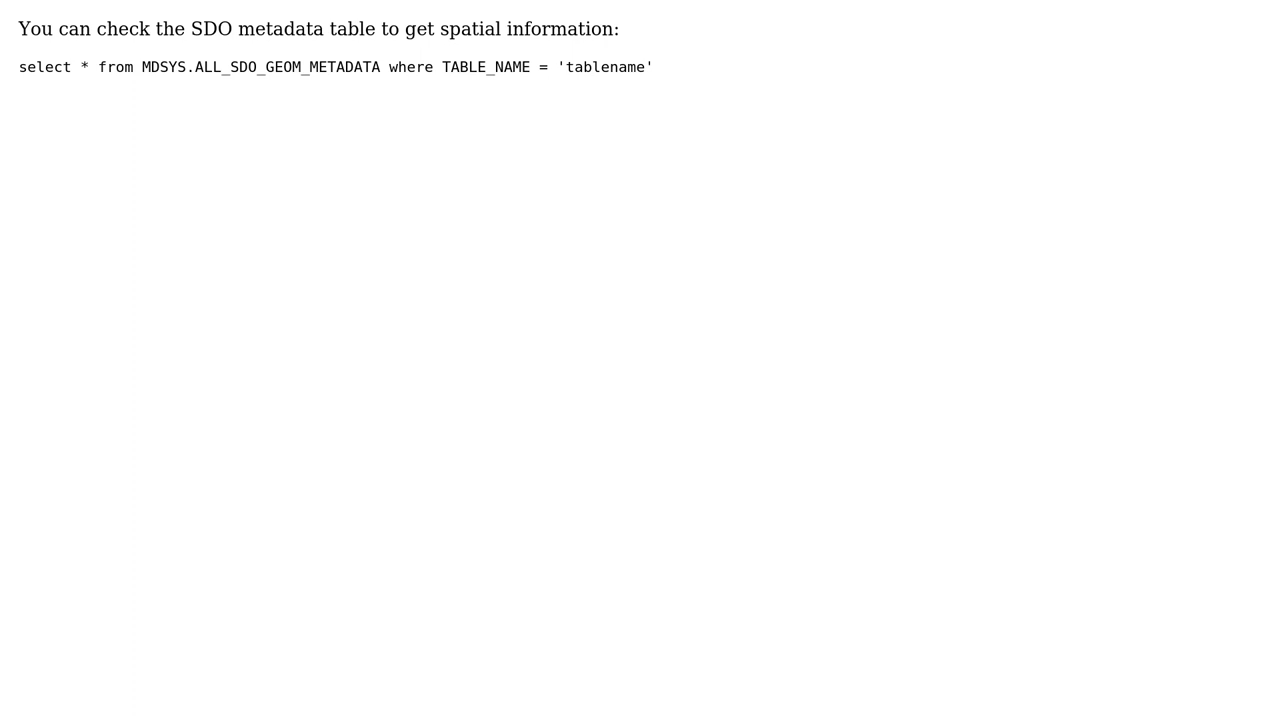 You can check the SDO metadata table to get spatial information:
select * from MDSYS.ALL_SDO_GEOM_METADATA where TABLE_NAME = 'tablename'